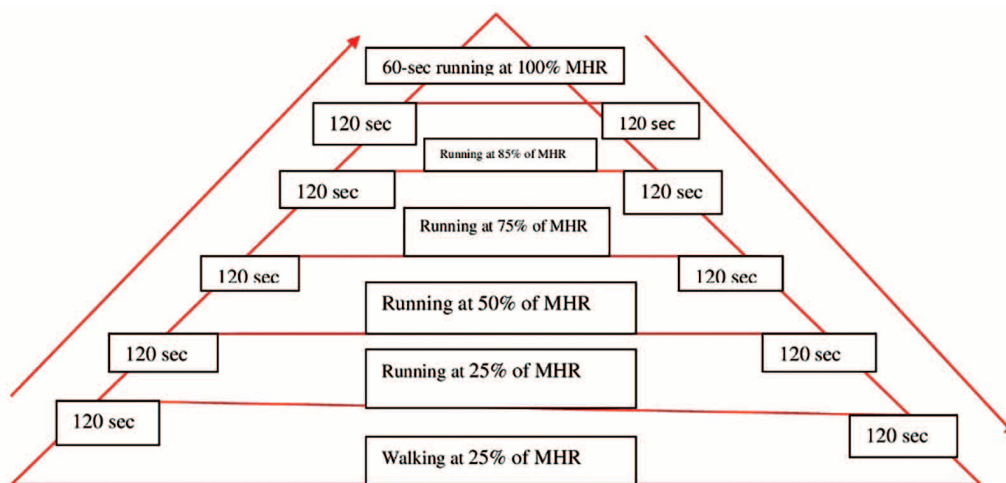 60-sec running at 100% MHR
120 sec
120 sec
Running at 85% of MHR
120 sec
120 sec
Running at 75% of MHR
120 sec
120 sec
Running at 50% of MHR
120 sec
120 sec
Running at 25% of MHR
120 sec
120 sec
Walking at 25% of MHR